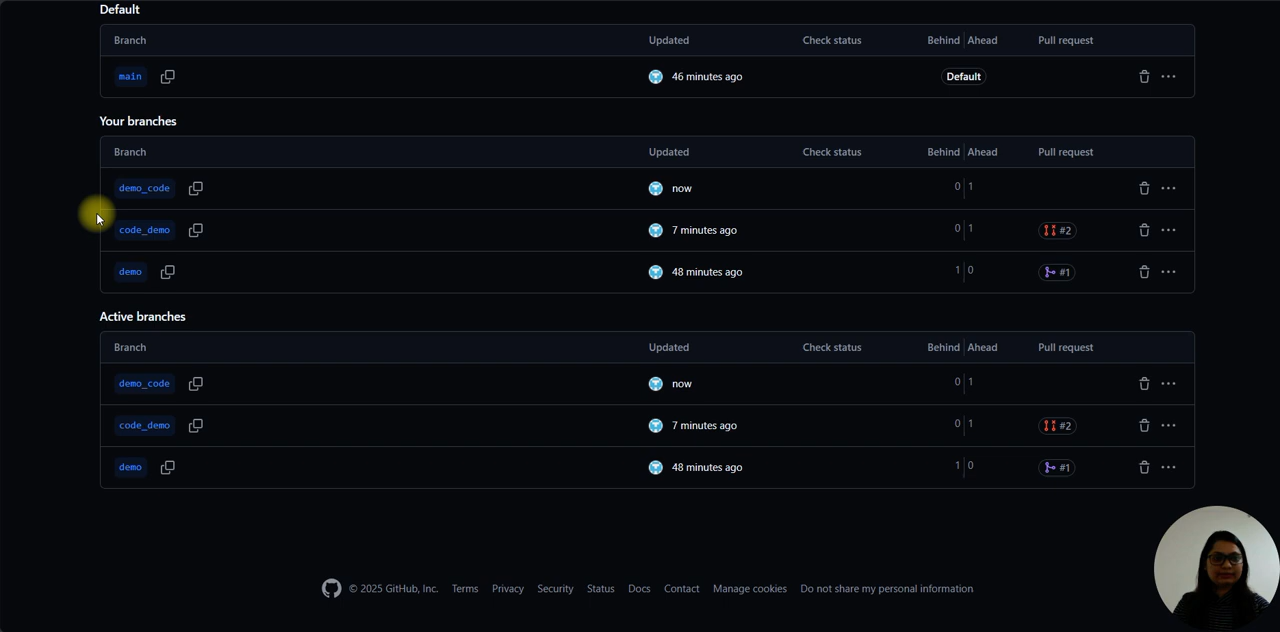 Default
Branch Updated Check status Behind Ahead Pull request
main 46 minutes ago Default
Your branches
Branch Updated Check status Behind Ahead Pull request
demo_code now 0 1
code_demo 7 minutes ago 0 1 #2
demo 48 minutes ago 1 0 #1
Active branches
Branch Updated Check status Behind Ahead Pull request
demo_code now 0 1
code_demo 7 minutes ago 0 1 #2
demo 48 minutes ago 1 0 #1
© 2025 GitHub, Inc. Terms Privacy Security Status Docs Contact Manage cookies Do not share my personal information